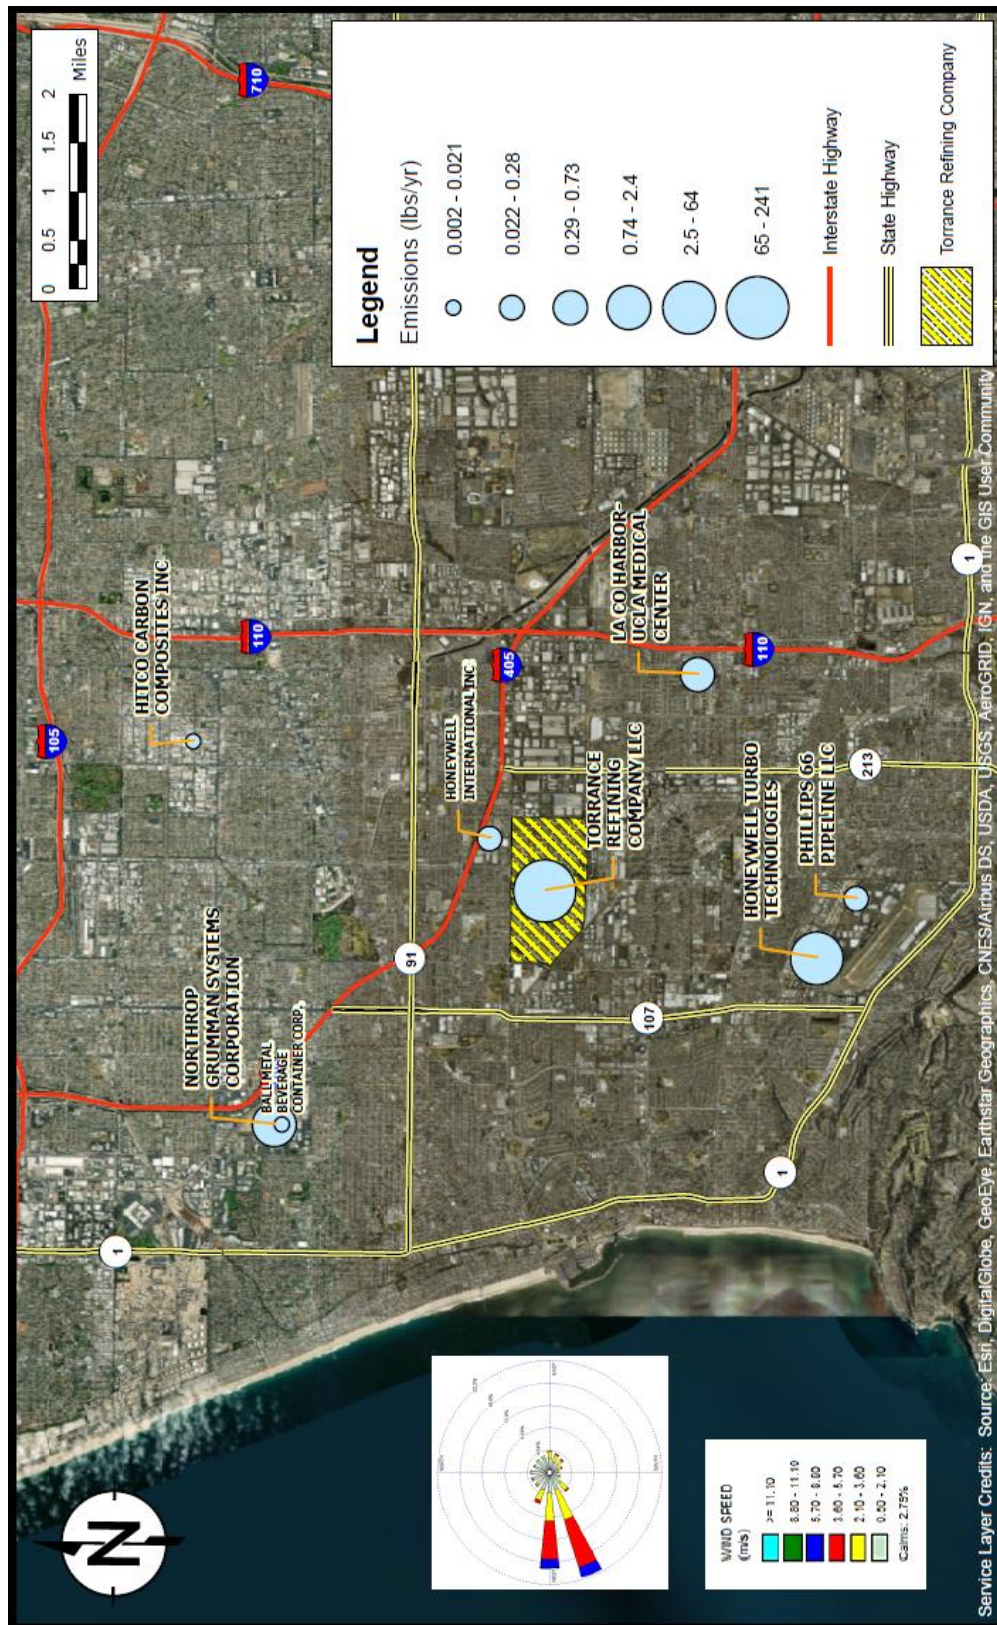 0 0.5 1 1.5 2
Miles
Legend
Emissions (lbs/yr)
0.002 - 0.021
0.022 - 0.28
0.29 - 0.73
0.74 - 2.4
2.5 - 64
65 - 241
Interstate Highway
State Highway
Torrance Refining Company
710
105
HITCO CARBON
COMPOSITES INC
110
NORTHROP
GRUMMAN SYSTEMS
CORPORATION
BALL METAL
BEVERAGE
CONTAINER CORP.
1
91
HONEYWELL
INTERNATIONAL INC.
405
TORRANCE
REFINING
COMPANY LLC
LA CO HARBOR-
UCLA MEDICAL
CENTER
107
110
HONEYWELL TURBO
TECHNOLOGIES
PHILLIPS 66
PIPELINE LLC
213
1
1
N
WIND SPEED
(m/s)
>= 11.10
8.80 - 11.10
5.70 - 8.80
3.60 - 5.70
2.10 - 3.60
0.50 - 2.10
Calms: 2.75%
Service Layer Credits: Source: Esri, DigitalGlobe, GeoEye, Earthstar Geographics, CNES/Airbus DS, USDA, USGS, AeroGRID, IGN, and the GIS User Community